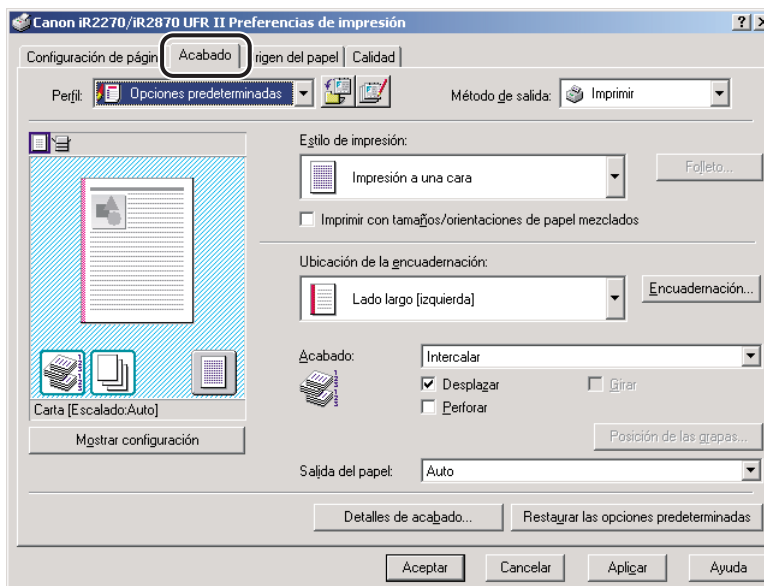 Canon iR2270/iR2870 UFR II Preferencias de impresión
Configuración de págin Acabado rigen del papel Calidad
Perfil: Opciones predeterminadas Método de salida: Imprimir
Estilo de impresión:
Impresión a una cara Folleto...
Imprimir con tamaños/orientaciones de papel mezclados
Ubicación de la encuadernación:
Lado largo [izquierda] Encuadernación...
Acabado: Intercalar
Desplazar Girar
Perforar
Carta [Escalado:Auto]
Mostrar configuración Posición de las grapas...
Salida del papel: Auto
Detalles de acabado... Restaurar las opciones predeterminadas
Aceptar Cancelar Aplicar Ayuda